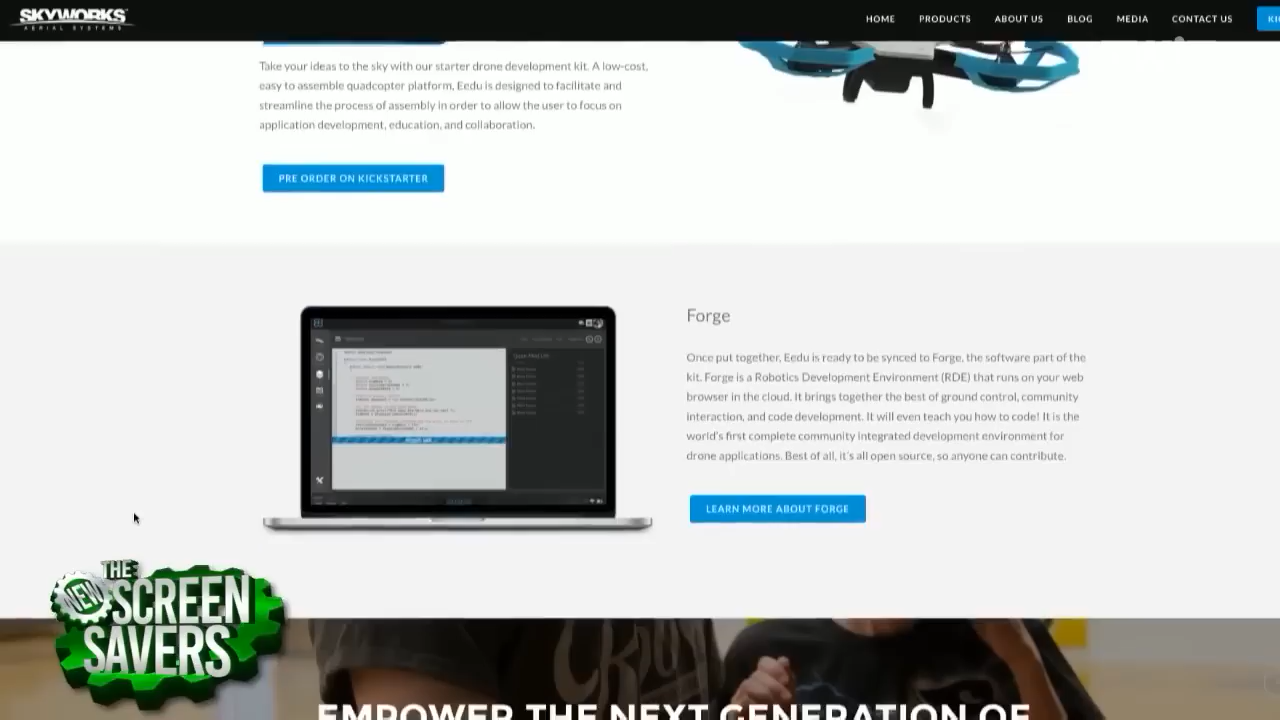 SKYWORKS
AERIAL SYSTEMS
HOME PRODUCTS ABOUT US BLOG MEDIA CONTACT US
Take your ideas to the sky with our starter drone development kit. A low-cost,
easy to assemble quadcopter platform, Eedu is designed to facilitate and
streamline the process of assembly in order to allow the user to focus on
application development, education, and collaboration.
PRE ORDER ON KICKSTARTER
Forge
Once put together, Eedu is ready to be synced to Forge, the software part of the
kit. Forge is a Robotics Development Environment (RDE) that runs on your web
browser in the cloud. It brings together the best of ground control, community
interaction, and code development. It will even teach you how to code! It is the
world's first complete community integrated development environment for
drone applications. Best of all, it's all open source, so anyone can contribute.
LEARN MORE ABOUT FORGE
THE
NEW
SCREEN
SAVERS
EMPOWER THE NEXT GENERATION OF